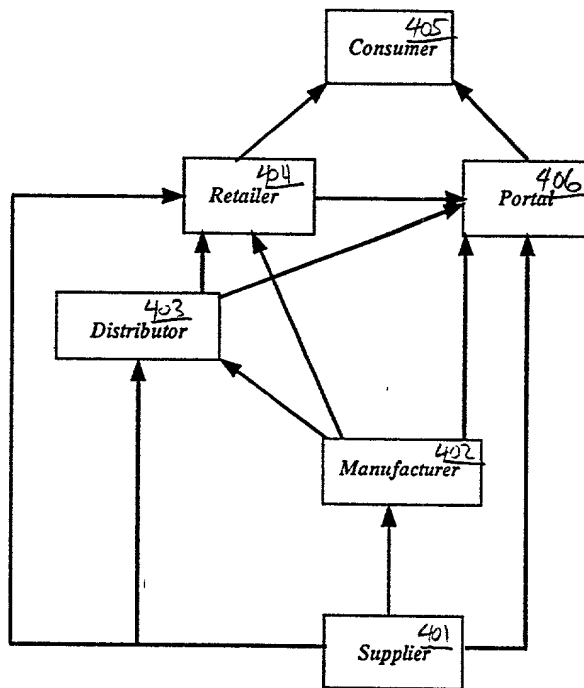 405
Consumer
404
Retailer
406
Portal
403
Distributor
402
Manufacturer
401
Supplier